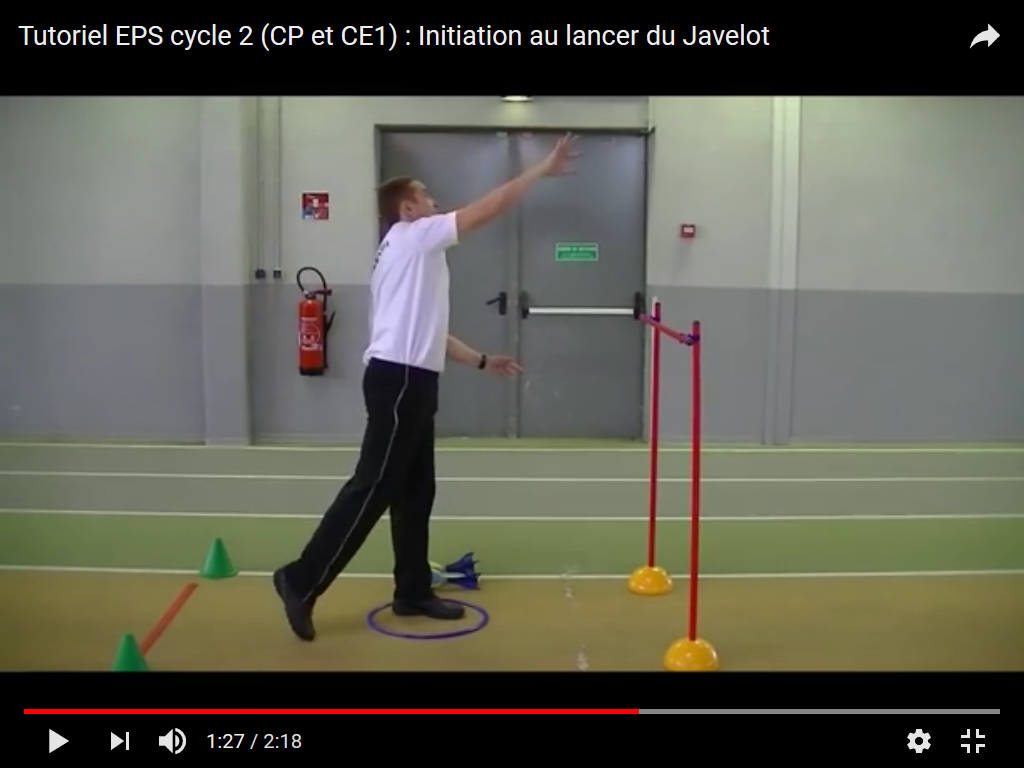 Tutoriel EPS cycle 2 (CP et CE1) : Initiation au lancer du Javelot
1:27 / 2:18